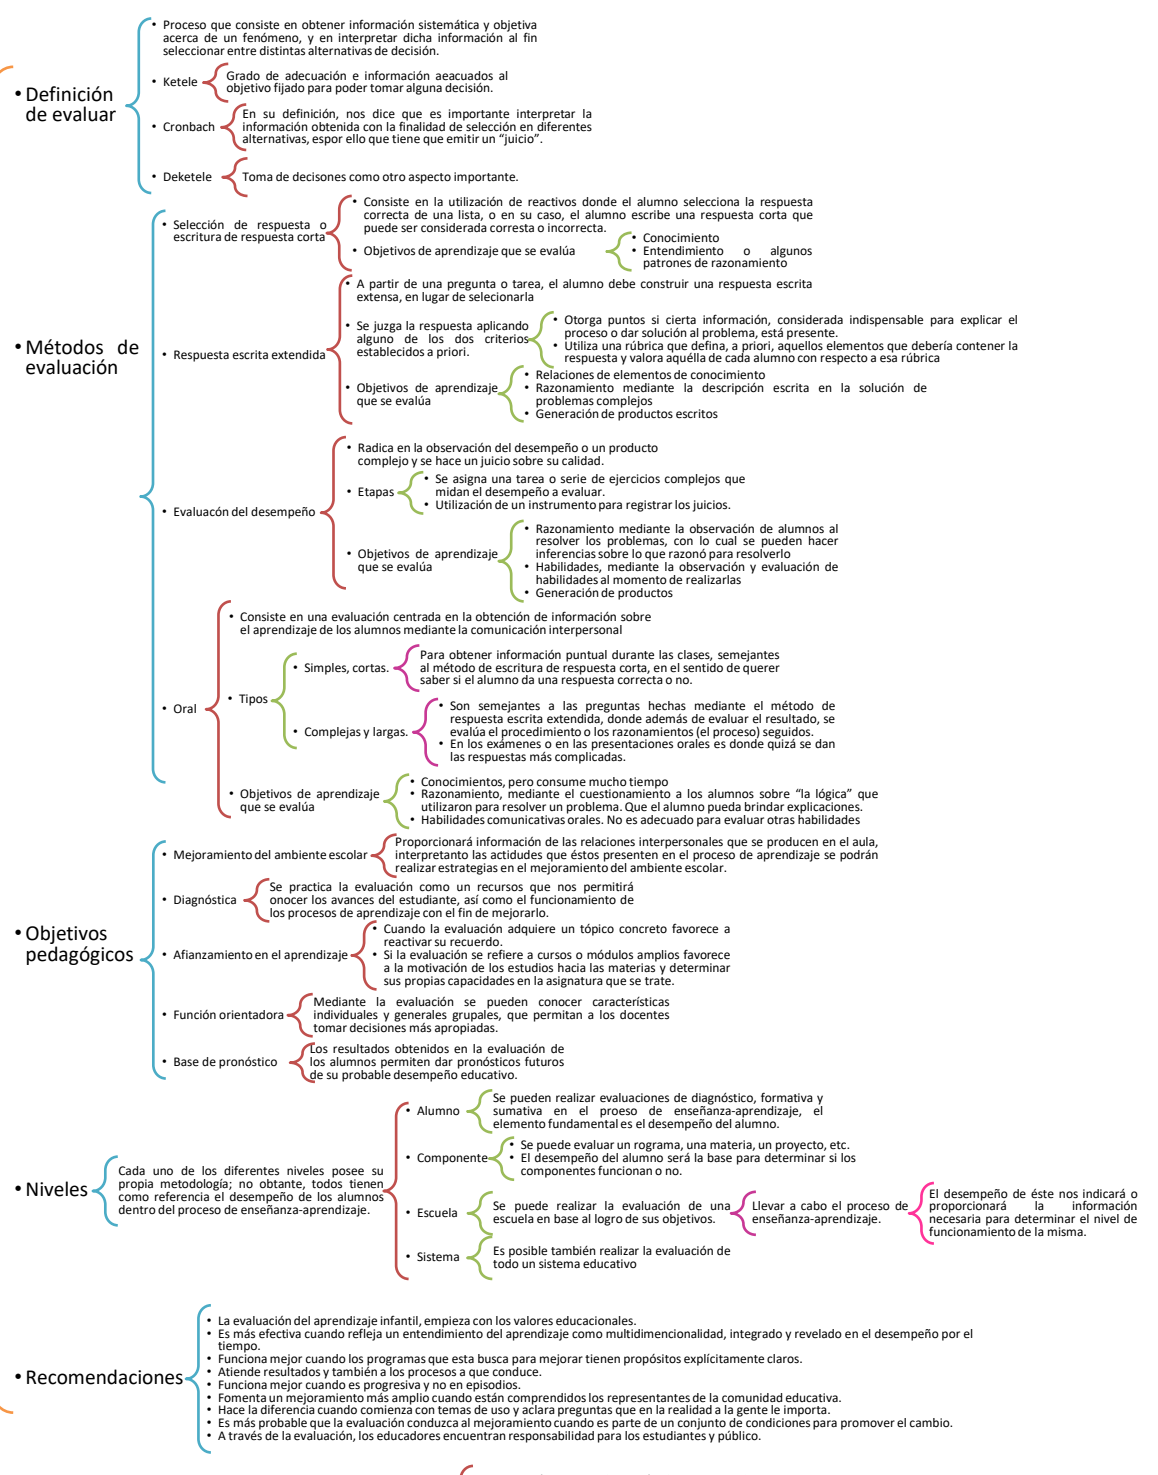 • Definición
de evaluar
• Proceso que consiste en obtener información sistemática y objetiva
acerca de un fenómeno, y en interpretar dicha información al fin
seleccionar entre distintas alternativas de decisión.
• Ketele
Grado de adecuación e información aeacuados al
objetivo fijado para poder tomar alguna decisión.
• Cronbach
En su definición, nos dice que es importante interpretar la
información obtenida con la finalidad de selección en diferentes
alternativas, espor ello que tiene que emitir un “juicio”.
• Deketele
Toma de decisones como otro aspecto importante.
• Métodos de
evaluación
• Selección de respuesta o
escritura de respuesta corta
• Consiste en la utilización de reactivos donde el alumno selecciona la respuesta
correcta de una lista, o en su caso, el alumno escribe una respuesta corta que
puede ser considerada corresta o incorrecta.
• Objetivos de aprendizaje que se evalúa
• Conocimiento
• Entendimiento o algunos
patrones de razonamiento
• Respuesta escrita extendida
• A partir de una pregunta o tarea, el alumno debe construir una respuesta escrita
extensa, en lugar de selecionarla
• Se juzga la respuesta aplicando
alguno de los dos criterios
establecidos a priori.
• Otorga puntos si cierta información, considerada indispensable para explicar el
proceso o dar solución al problema, está presente.
• Utiliza una rúbrica que defina, a priori, aquellos elementos que debería contener la
respuesta y valora aquélla de cada alumno con respecto a esa rúbrica
• Objetivos de aprendizaje
que se evalúa
• Relaciones de elementos de conocimiento
• Razonamiento mediante la descripción escrita en la solución de
problemas complejos
• Generación de productos escritos
• Evaluacón del desempeño
• Radica en la observación del desempeño o un producto
complejo y se hace un juicio sobre su calidad.
• Etapas
• Se asigna una tarea o serie de ejercicios complejos que
midan el desempeño a evaluar.
• Utilización de un instrumento para registrar los juicios.
• Objetivos de aprendizaje
que se evalúa
• Razonamiento mediante la observación de alumnos al
resolver los problemas, con lo cual se pueden hacer
inferencias sobre lo que razonó para resolverlo
• Habilidades, mediante la observación y evaluación de
habilidades al momento de realizarlas
• Generación de productos
• Oral
• Consiste en una evaluación centrada en la obtención de información sobre
el aprendizaje de los alumnos mediante la comunicación interpersonal
• Tipos
• Simples, cortas.
Para obtener información puntual durante las clases, semejantes
al método de escritura de respuesta corta, en el sentido de querer
saber si el alumno da una respuesta correcta o no.
• Complejas y largas.
• Son semejantes a las preguntas hechas mediante el método de
respuesta escrita extendida, donde además de evaluar el resultado, se
evalúa el procedimiento o los razonamientos (el proceso) seguidos.
• En los exámenes o en las presentaciones orales es donde quizá se dan
las respuestas más complicadas.
• Objetivos de aprendizaje
que se evalúa
• Conocimientos, pero consume mucho tiempo
• Razonamiento, mediante el cuestionamiento a los alumnos sobre “la lógica” que
utilizaron para resolver un problema. Que el alumno pueda brindar explicaciones.
• Habilidades comunicativas orales. No es adecuado para evaluar otras habilidades
• Objetivos
pedagógicos
• Mejoramiento del ambiente escolar
Proporcionará información de las relaciones interpersonales que se producen en el aula,
interpretanto las actidudes que éstos presenten en el proceso de aprendizaje se podrán
realizar estrategias en el mejoramiento del ambiente escolar.
• Diagnóstica
Se practica la evaluación como un recursos que nos permitirá
onocer los avances del estudiante, así como el funcionamiento de
los procesos de aprendizaje con el fin de mejorarlo.
• Afianzamiento en el aprendizaje
• Cuando la evaluación adquiere un tópico concreto favorece a
reactivar su recuerdo.
• Si la evaluación se refiere a cursos o módulos amplios favorece
a la motivación de los estudios hacia las materias y determinar
sus propias capacidades en la asignatura que se trate.
• Función orientadora
Mediante la evaluación se pueden conocer características
individuales y generales grupales, que permitan a los docentes
tomar decisiones más apropiadas.
• Base de pronóstico
Los resultados obtenidos en la evaluación de
los alumnos permiten dar pronósticos futuros
de su probable desempeño educativo.
• Niveles
Cada uno de los diferentes niveles posee su
propia metodología; no obtante, todos tienen
como referencia el desempeño de los alumnos
dentro del proceso de enseñanza-aprendizaje.
• Alumno
Se pueden realizar evaluaciones de diagnóstico, formativa y
sumativa en el proeso de enseñanza-aprendizaje, el
elemento fundamental es el desempeño del alumno.
• Componente
• Se puede evaluar un rograma, una materia, un proyecto, etc.
• El desempeño del alumno será la base para determinar si los
componentes funcionan o no.
• Escuela
Se puede realizar la evaluación de una
escuela en base al logro de sus objetivos.
Llevar a cabo el proceso de
enseñanza-aprendizaje.
El desempeño de éste nos indicará o
proporcionará la información
necesaria para determinar el nivel de
funcionamiento de la misma.
• Sistema
Es posible también realizar la evaluación de
todo un sistema educativo
• Recomendaciones
• La evaluación del aprendizaje infantil, empieza con los valores educacionales.
• Es más efectiva cuando refleja un entendimiento del aprendizaje como multidimencionalidad, integrado y revelado en el desempeño por el
tiempo.
• Funciona mejor cuando los programas que esta busca para mejorar tienen propósitos explícitamente claros.
• Atiende resultados y también a los procesos a que conduce.
• Funciona mejor cuando es progresiva y no en episodios.
• Fomenta un mejoramiento más amplio cuando están comprendidos los representantes de la comunidad educativa.
• Hace la diferencia cuando comienza con temas de uso y aclara preguntas que en la realidad a la gente le importa.
• Es más probable que la evaluación conduzca al mejoramiento cuando es parte de un conjunto de condiciones para promover el cambio.
• A través de la evaluación, los educadores encuentran responsabilidad para los estudiantes y público.